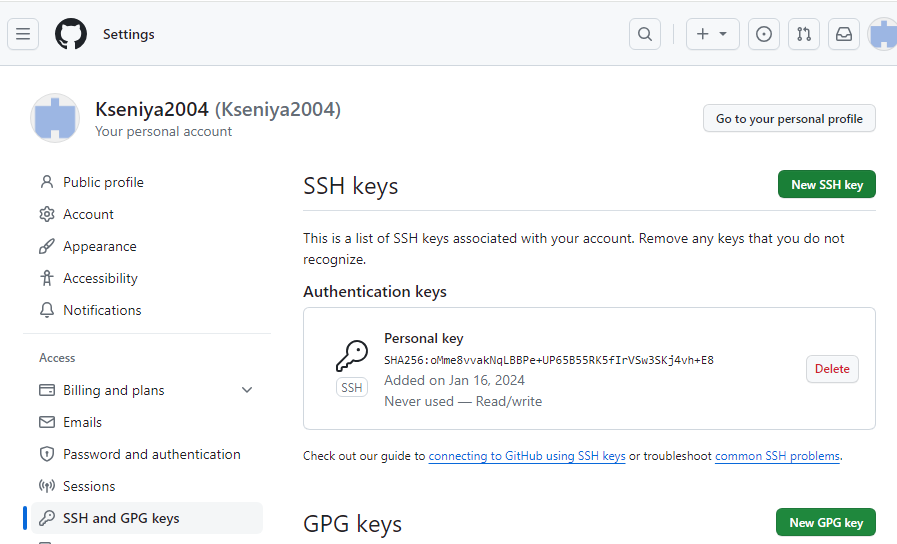 Settings
Kseniya2004 (Kseniya2004)
Your personal account
Go to your personal profile
Public profile
Account
Appearance
Accessibility
Notifications
Access
Billing and plans
Emails
Password and authentication
Sessions
SSH and GPG keys
SSH keys
New SSH key
This is a list of SSH keys associated with your account. Remove any keys that you do not
recognize.
Authentication keys
Personal key
SHA256:oMme8vvakNqLBBPe+UP65B55RK5fIrVSw3SKj4vh+E8
Added on Jan 16, 2024
Never used — Read/write
SSH
Delete
Check out our guide to connecting to GitHub using SSH keys or troubleshoot common SSH problems.
GPG keys
New GPG key